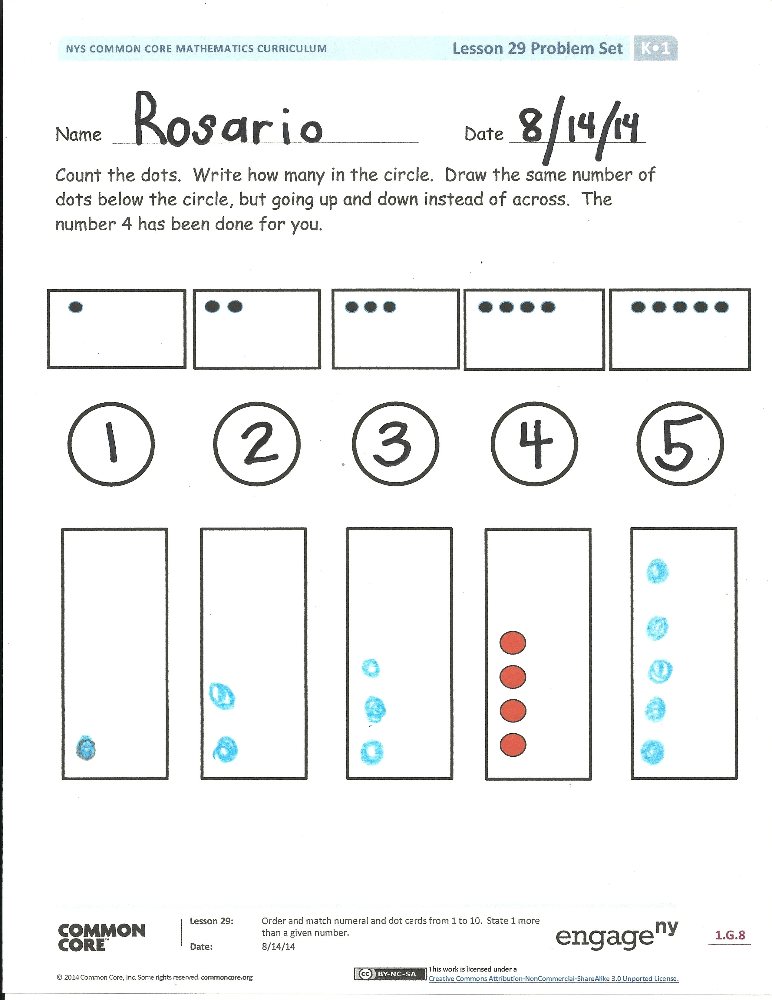 NYS COMMON CORE MATHEMATICS CURRICULUM Lesson 29 Problem Set K•1
Name Rosario Date 8/14/14
Count the dots. Write how many in the circle. Draw the same number of
dots below the circle, but going up and down instead of across. The
number 4 has been done for you.
1 2 3 4 5
COMMON
CORE™
Lesson 29: Order and match numeral and dot cards from 1 to 10. State 1 more
than a given number.
Date: 8/14/14
engage ny
1.G.8
© 2014 Common Core, Inc. Some rights reserved. commoncore.org
cc BY-NC-SA
This work is licensed under a
Creative Commons Attribution-NonCommercial-ShareAlike 3.0 Unported License.